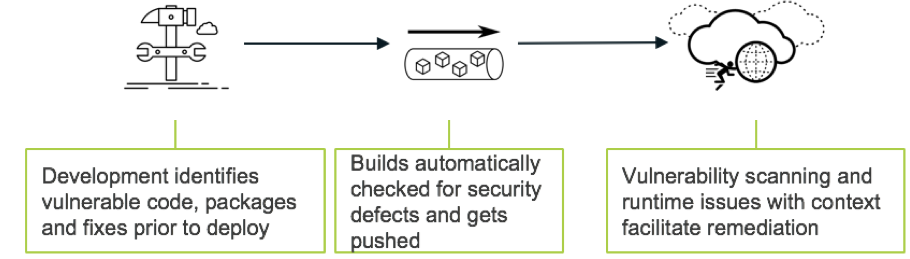 Development identifies
vulnerable code, packages
and fixes prior to deploy
Builds automatically
checked for security
defects and gets
pushed
Vulnerability scanning and
runtime issues with context
facilitate remediation